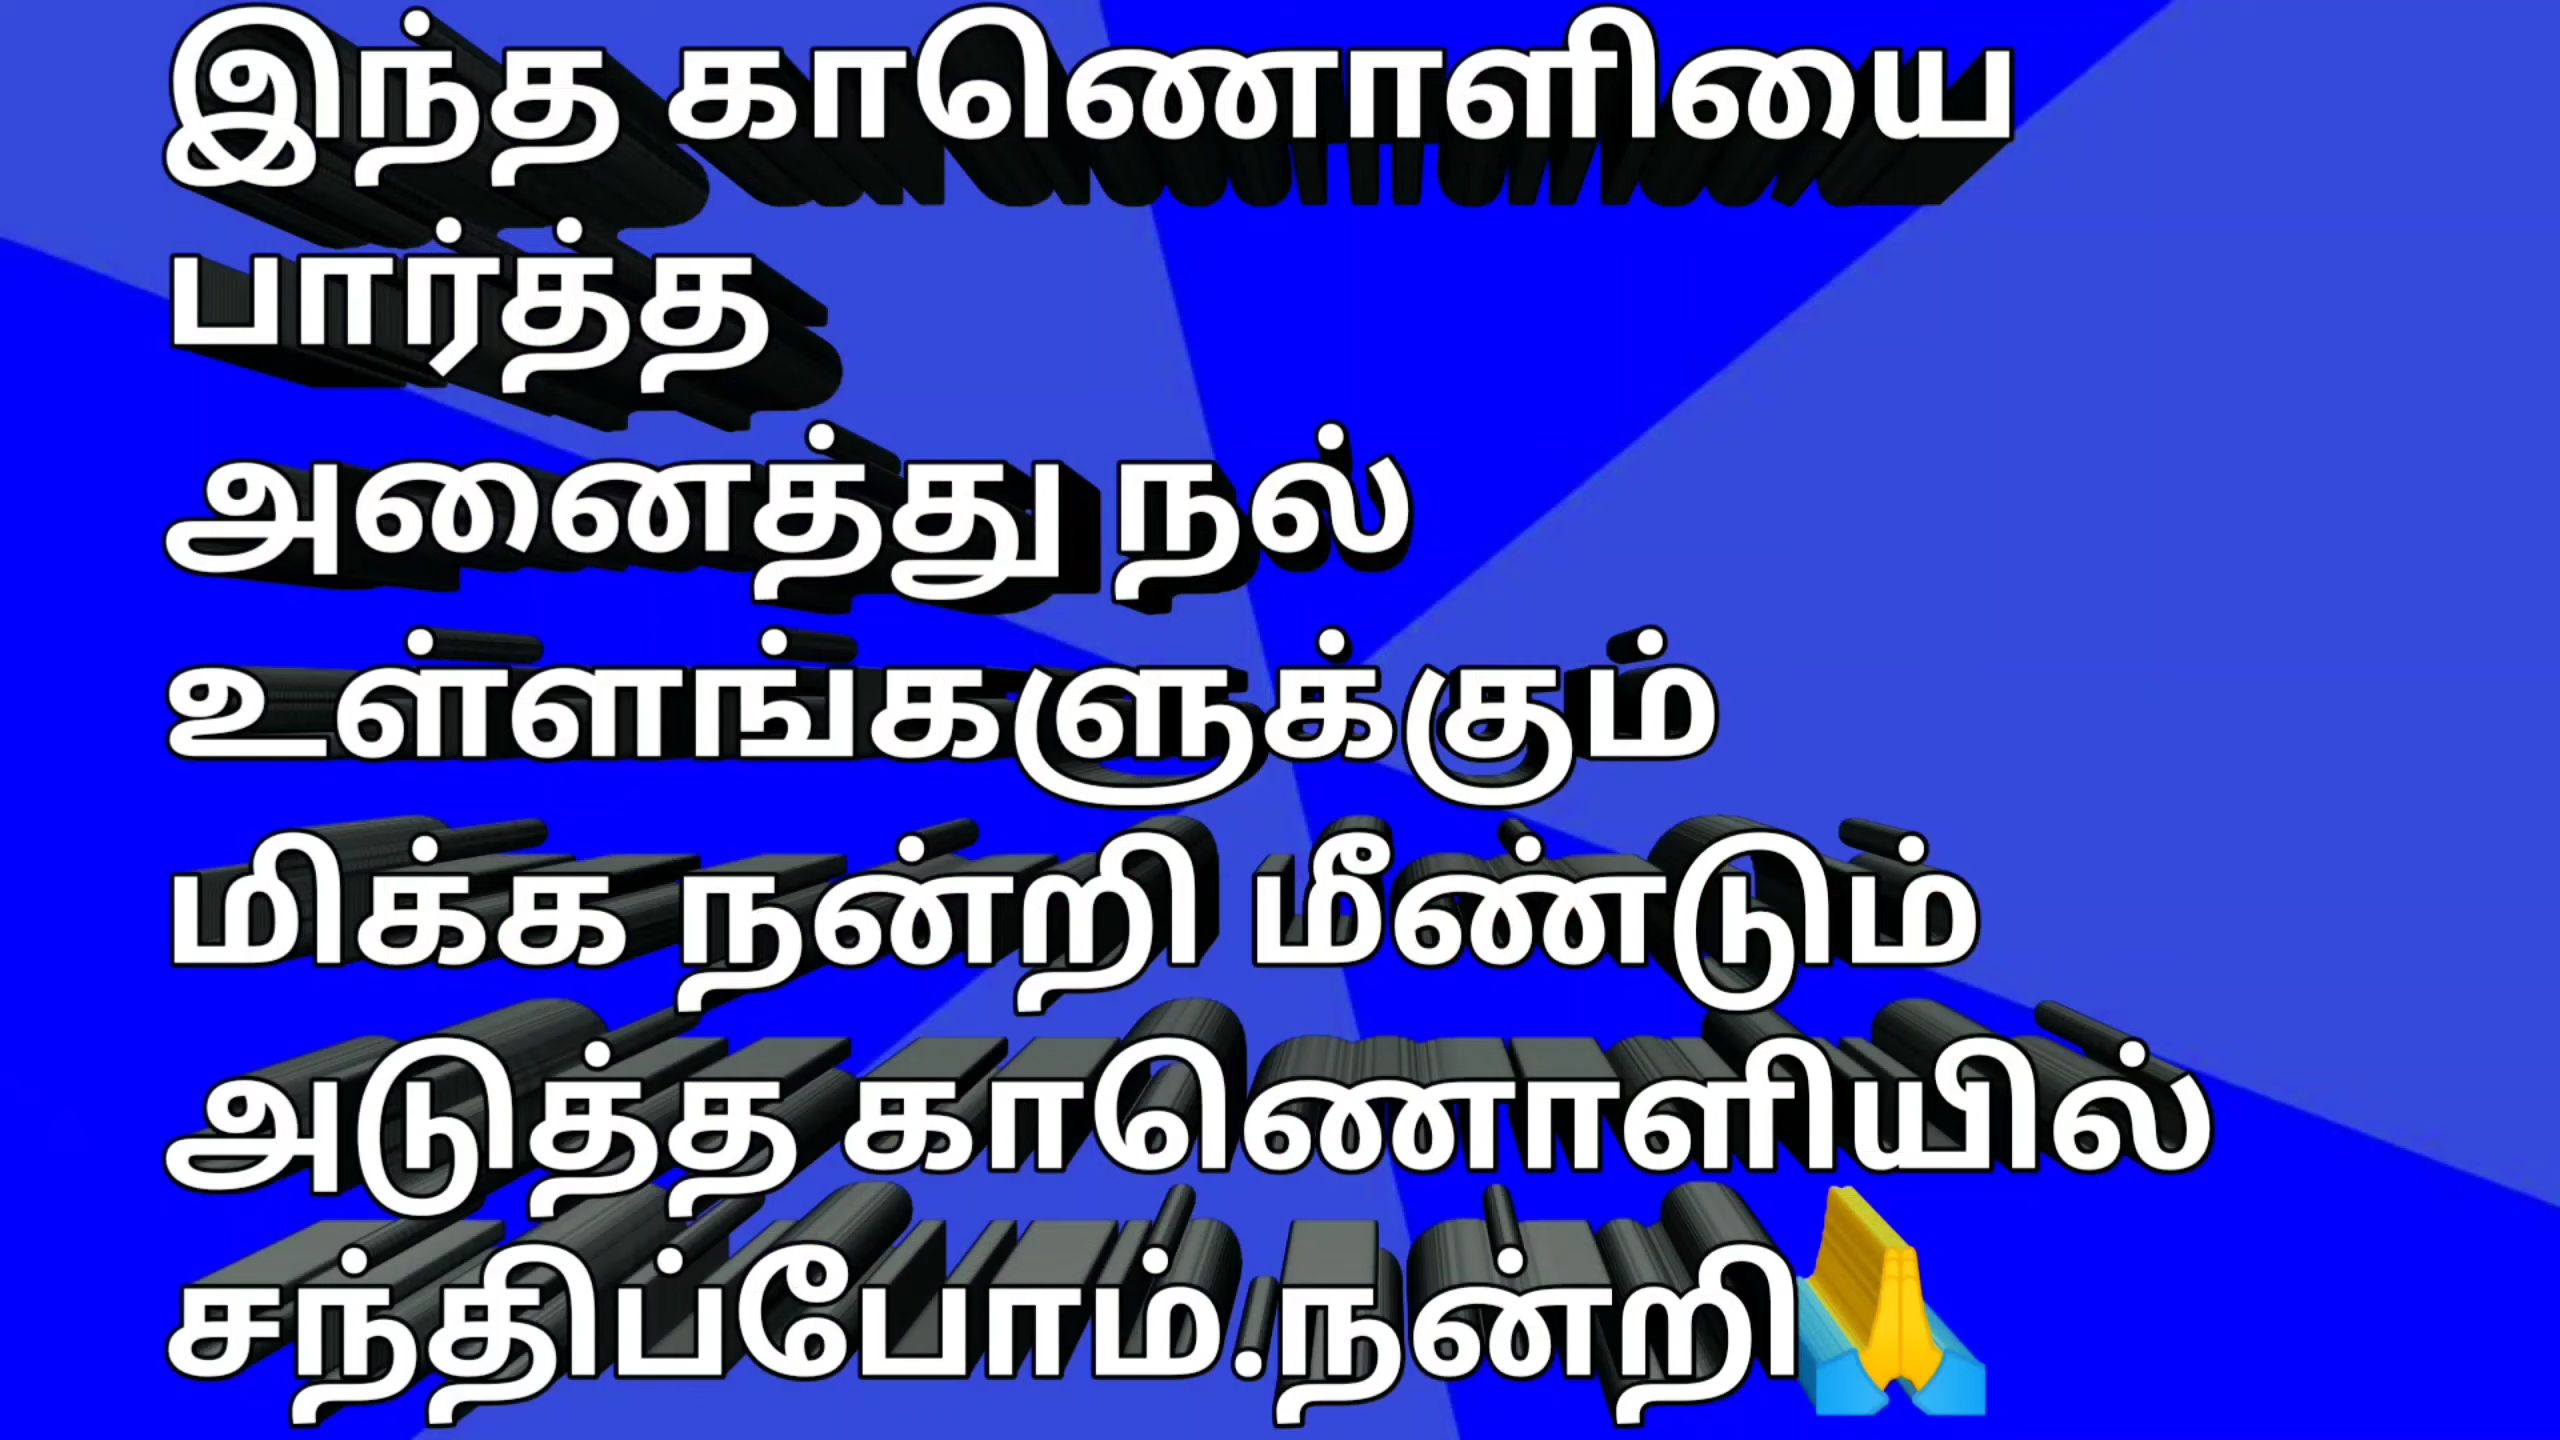 இந்த காணொளியை
பார்த்த
அனைத்து நல்
உள்ளங்களுக்கும்
மிக்க நன்றி மீண்டும்
அடுத்த காணொளியில்
சந்திப்போம்.நன்றி🙏